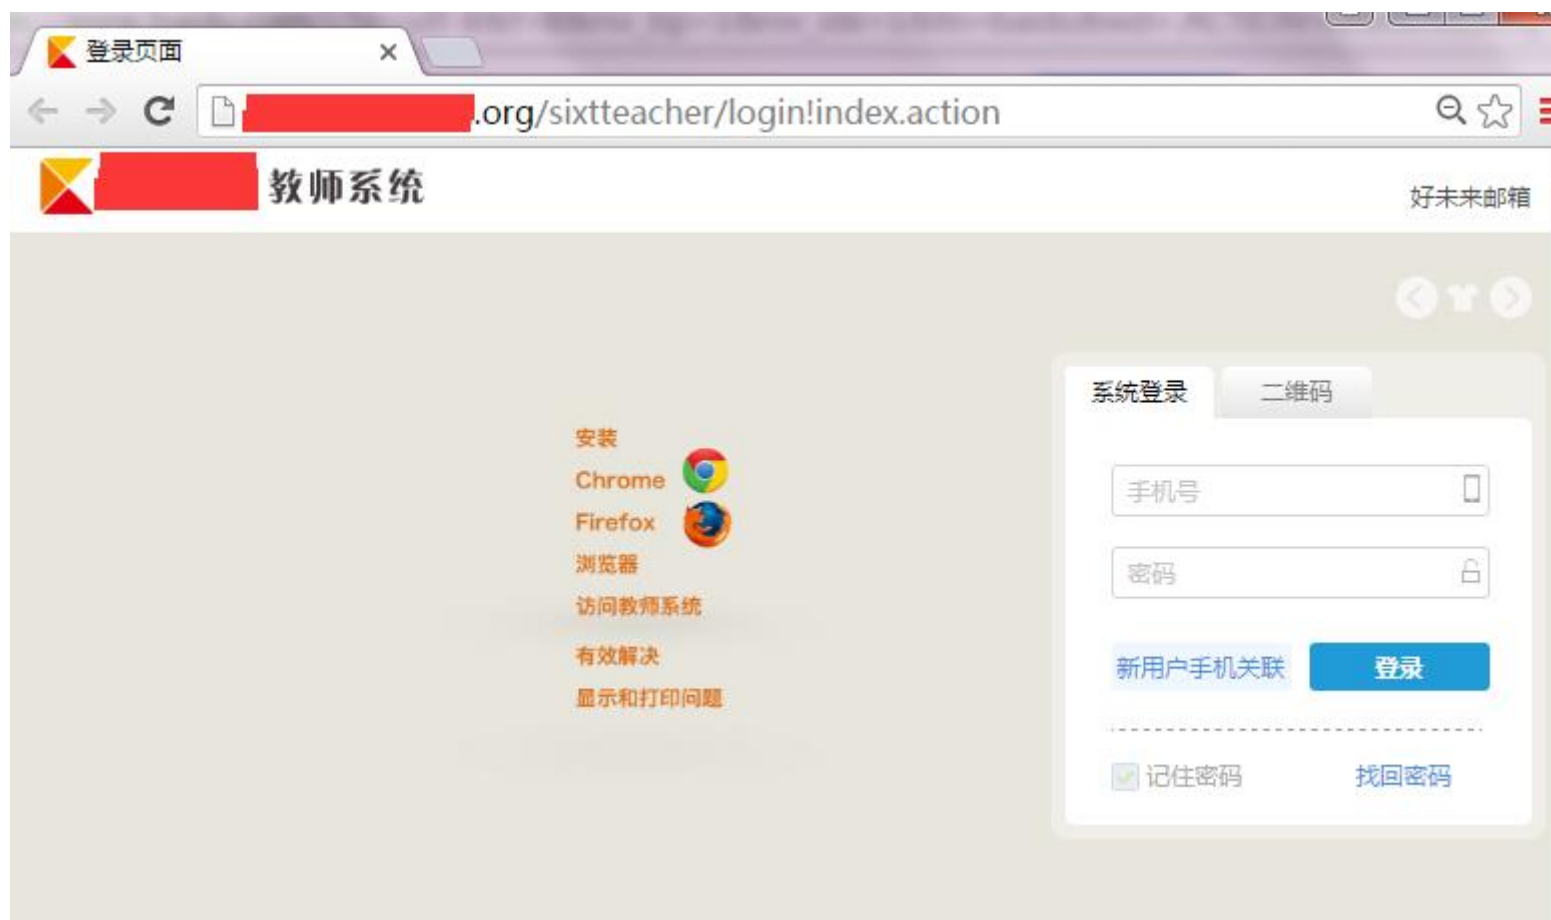 登录页面
.org/sixtteacher/login!index.action
教师系统
好未来邮箱
系统登录 二维码
安装
Chrome
Firefox
浏览器
访问教师系统
有效解决
显示和打印问题
手机号
密码
新用户手机关联 登录
记住密码 找回密码